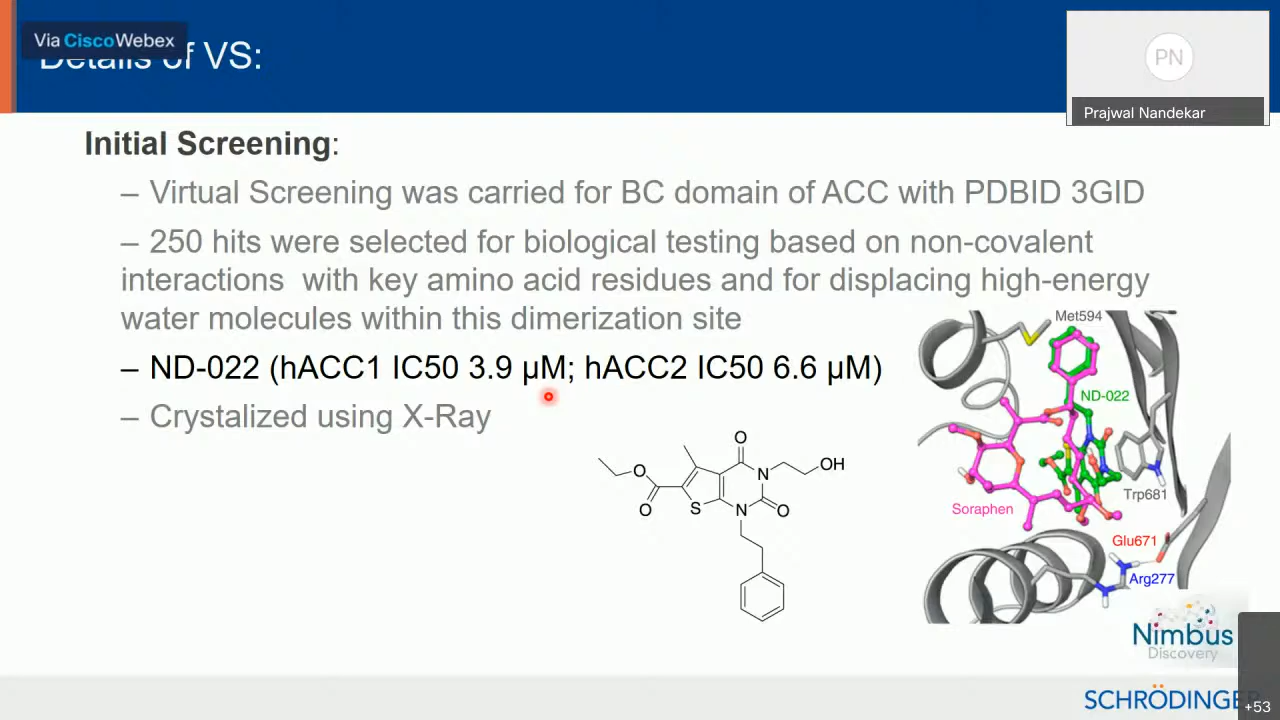 Via Cisco Webex
Details of VS:
PN
Prajwal Nandekar
Initial Screening:
– Virtual Screening was carried for BC domain of ACC with PDBID 3GID
– 250 hits were selected for biological testing based on non-covalent
interactions with key amino acid residues and for displacing high-energy
water molecules within this dimerization site
– ND-022 (hACC1 IC50 3.9 µM; hACC2 IC50 6.6 µM)
– Crystalized using X-Ray
Met594
ND-022
Trp681
Soraphen
Glu671
Arg277
O
O
O
N
OH
S
N
O
Nimbus
Discovery
SCHRÖDINGER
+53